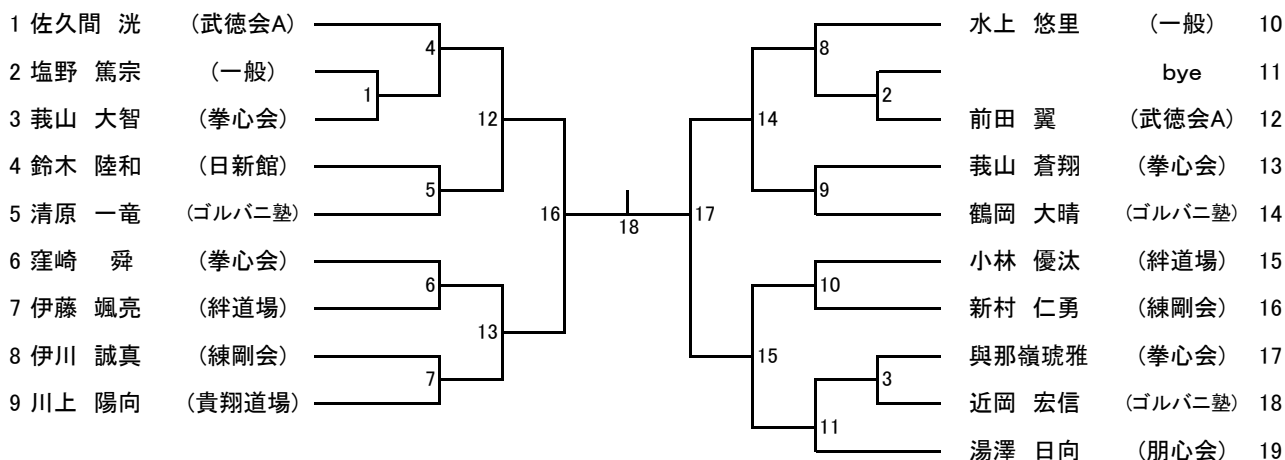 1 佐久間 洸 (武徳会A)
2 塩野 篤宗 (一般)
3 莪山 大智 (拳心会)
4 鈴木 陸和 (日新館)
5 清原 一竜 (ゴルバニ塾)
6 窪崎 舜 (拳心会)
7 伊藤 颯亮 (絆道場)
8 伊川 誠真 (練剛会)
9 川上 陽向 (貴翔道場)
4
1
12
5
16
6
13
7
18
17
8
2
14
9
10
15
3
11
水上 悠里 (一般) 10
bye 11
前田 翼 (武徳会A) 12
莪山 蒼翔 (拳心会) 13
鶴岡 大晴 (ゴルバニ塾) 14
小林 優汰 (絆道場) 15
新村 仁勇 (練剛会) 16
與那嶺琥雅 (拳心会) 17
近岡 宏信 (ゴルバニ塾) 18
湯澤 日向 (朋心会) 19